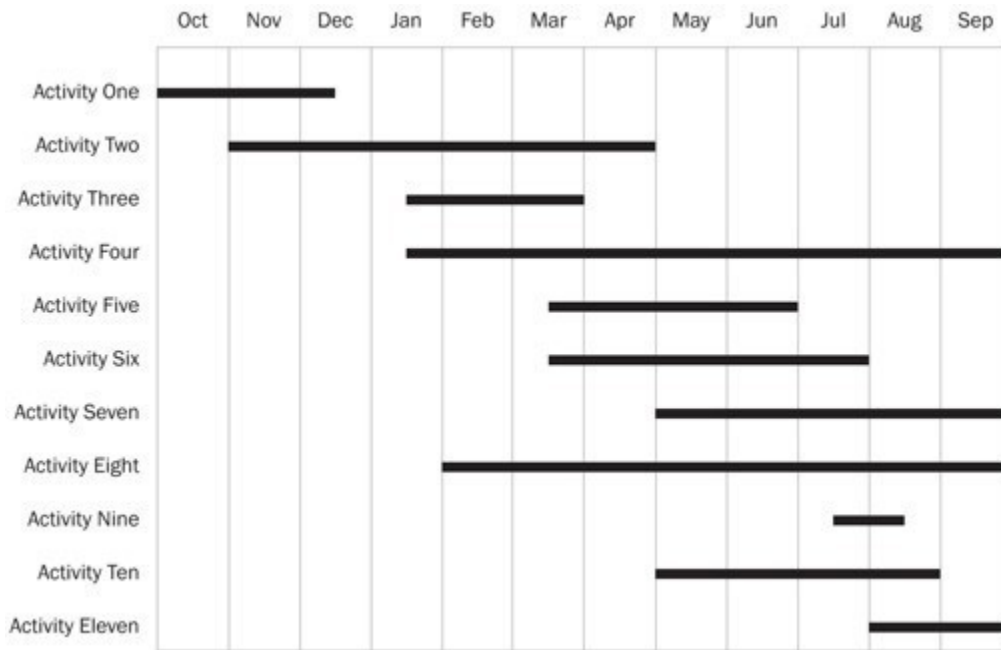 Oct Nov Dec Jan Feb Mar Apr May Jun Jul Aug Sep
Activity One
Activity Two
Activity Three
Activity Four
Activity Five
Activity Six
Activity Seven
Activity Eight
Activity Nine
Activity Ten
Activity Eleven